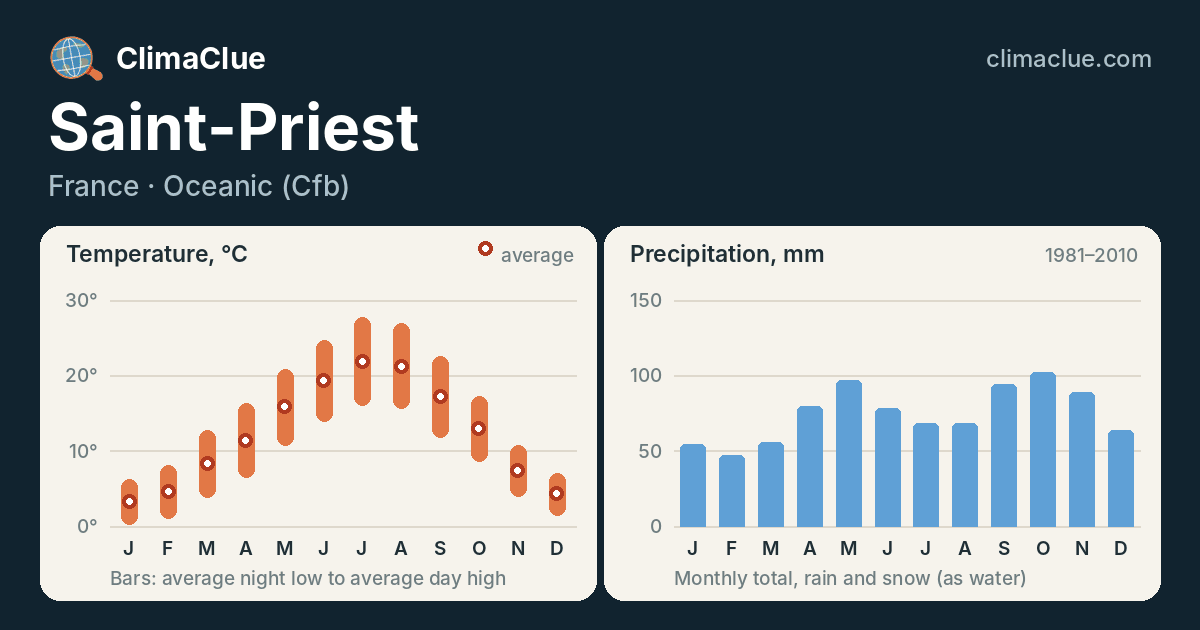 ClimaClue
climaclue.com
Saint-Priest
France · Oceanic (Cfb)
Temperature, °C
average
30°
20°
10°
0°
J F M A M J J A S O N D
Bars: average night low to average day high
Precipitation, mm
1981–2010
150
100
50
0
J F M A M J J A S O N D
Monthly total, rain and snow (as water)